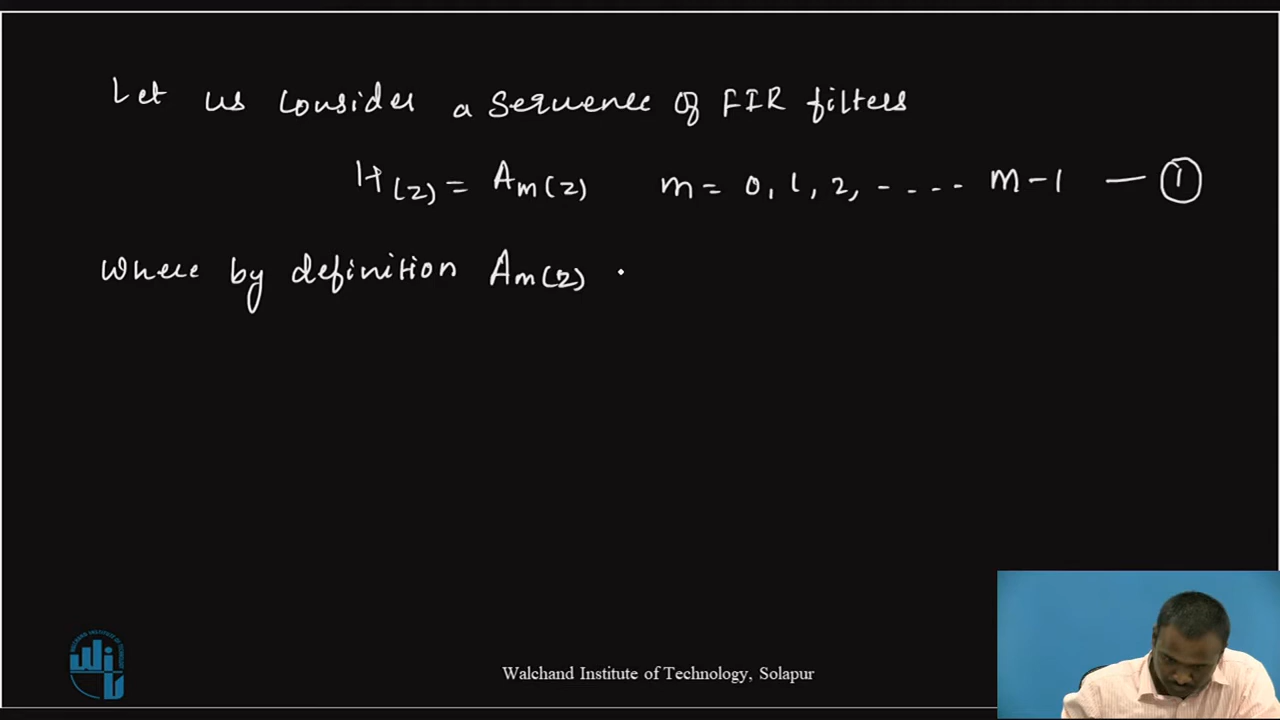 Let us consider a sequence of FIR filters
H(z) = Am(z) m = 0, 1, 2, ----- m-1 — ①
where by definition Am(z)
WIT
Walchand Institute of Technology, Solapur